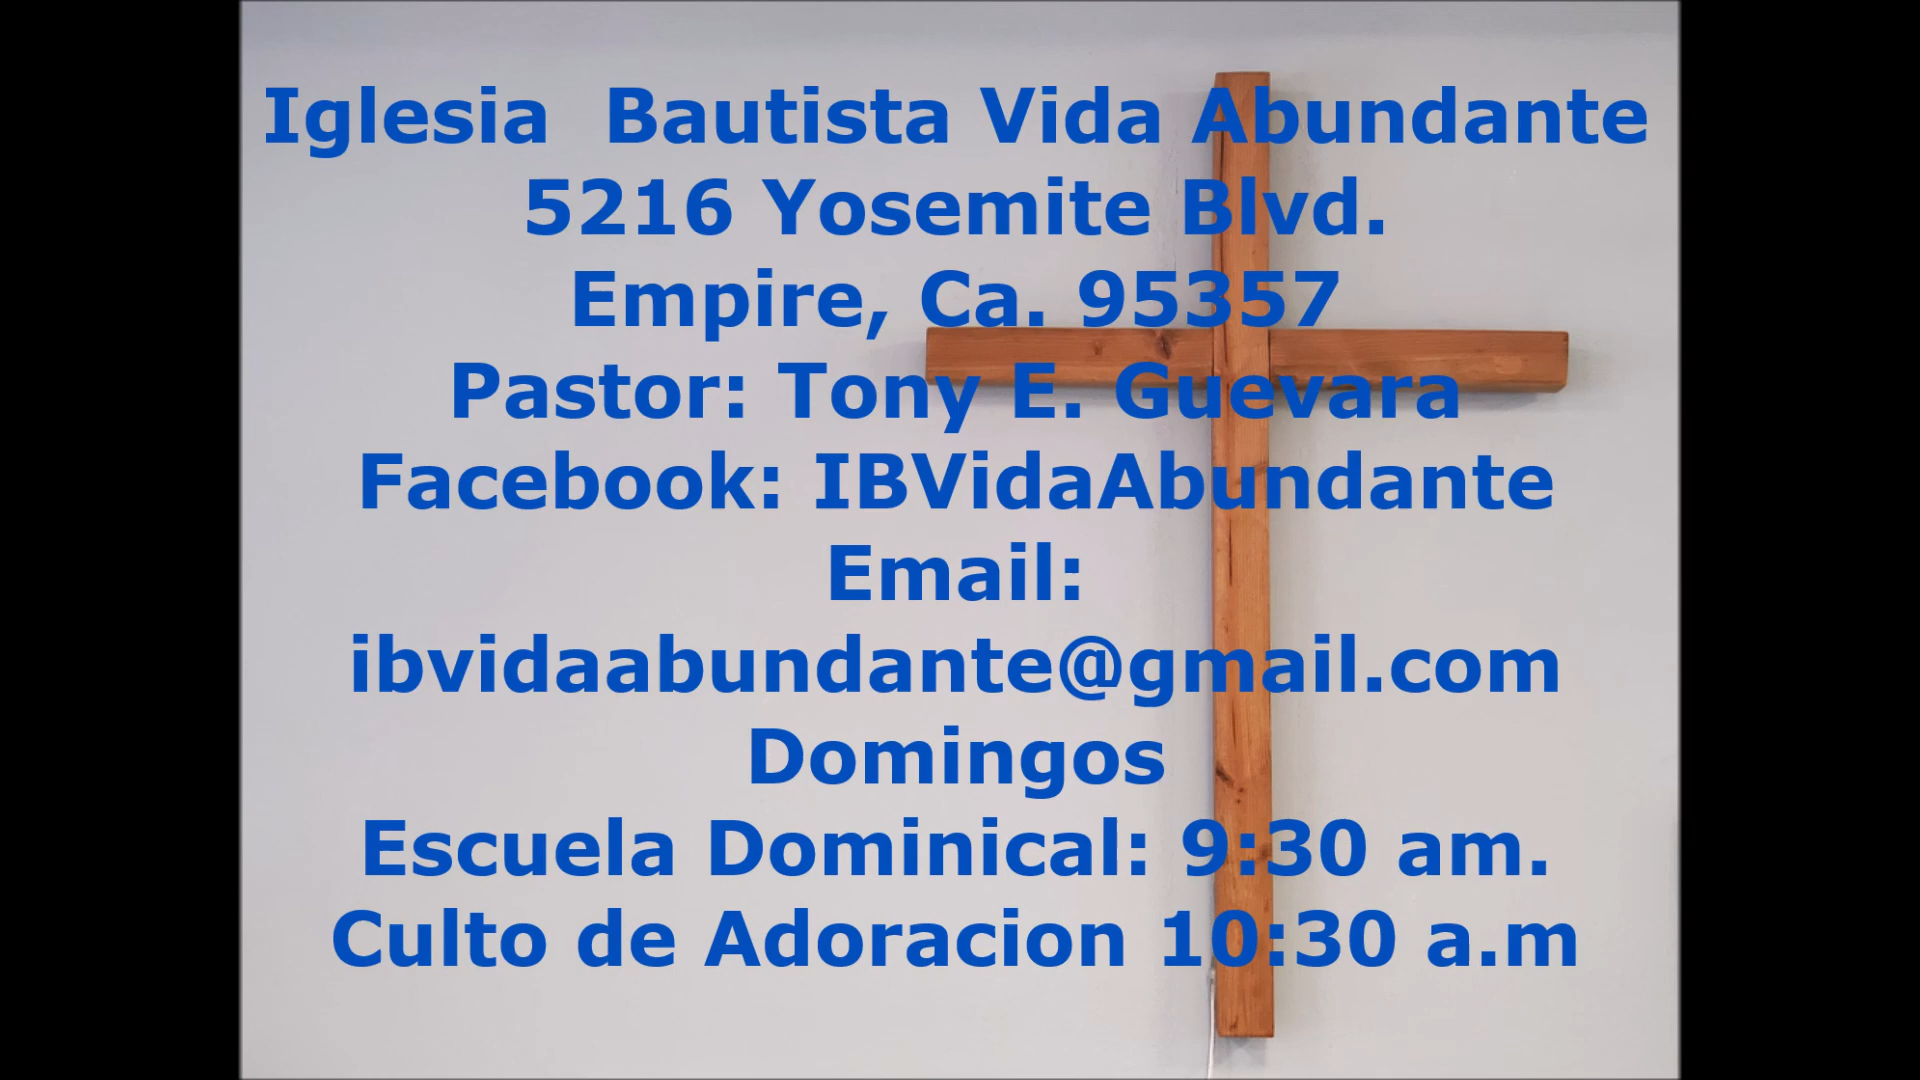 Iglesia  Bautista Vida Abundante
5216 Yosemite Blvd.
Empire, Ca. 95357
Pastor: Tony E. Guevara
Facebook: IBVidaAbundante
Email:
ibvidaabundante@gmail.com
Domingos
Escuela Dominical: 9:30 am.
Culto de Adoracion 10:30 a.m